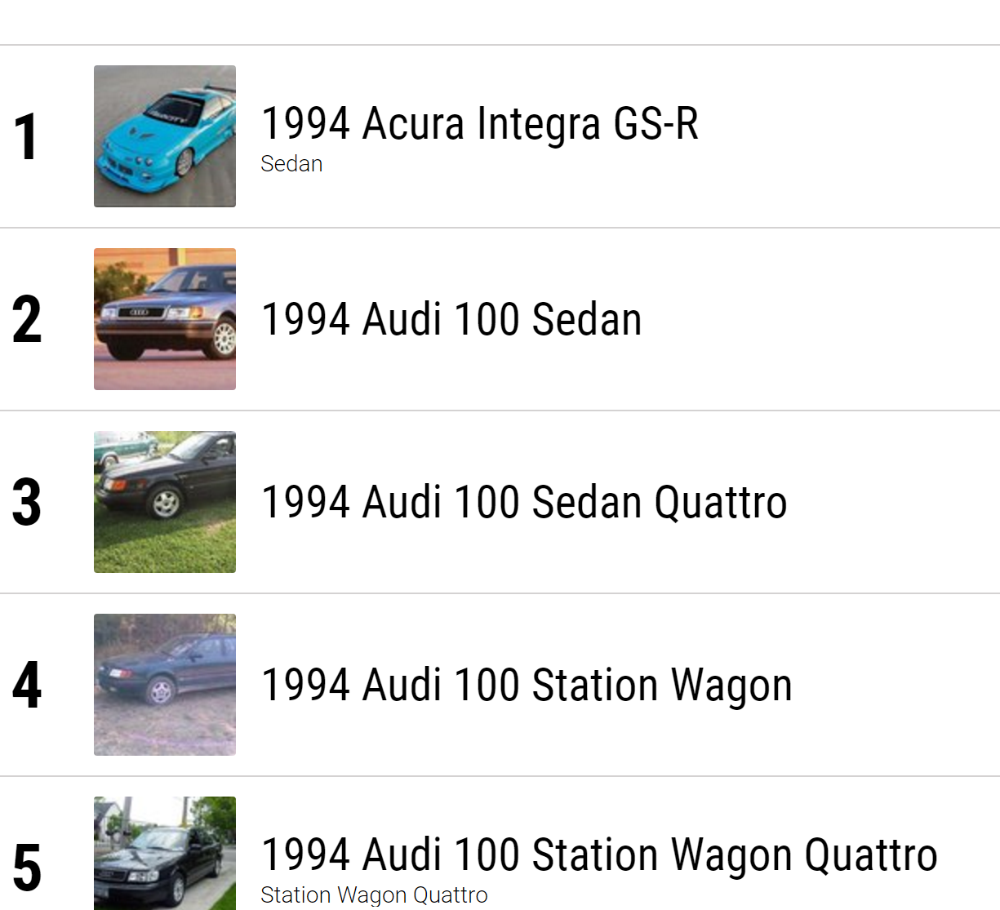 1
1994 Acura Integra GS-R
Sedan
2
1994 Audi 100 Sedan
3
1994 Audi 100 Sedan Quattro
4
1994 Audi 100 Station Wagon
5
1994 Audi 100 Station Wagon Quattro
Station Wagon Quattro